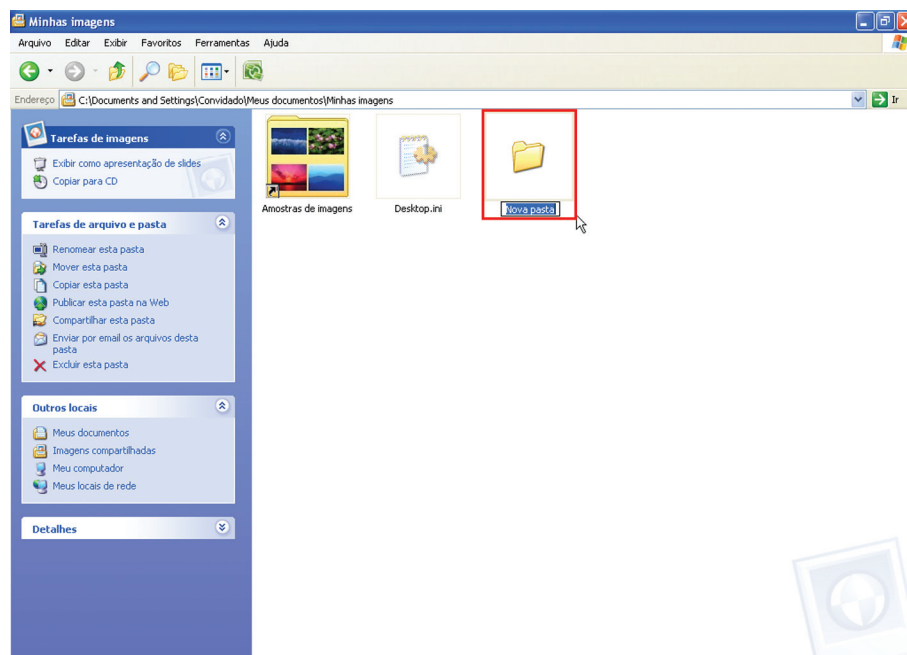 Minhas imagens
Arquivo Editar Exibir Favoritos Ferramentas Ajuda
Endereço C:\Documents and Settings\Convidado\Meus documentos\Minhas imagens Ir
Tarefas de imagens
Exibir como apresentação de slides
Copiar para CD
Tarefas de arquivo e pasta
Renomear esta pasta
Mover esta pasta
Copiar esta pasta
Publicar esta pasta na Web
Compartilhar esta pasta
Enviar por email os arquivos desta
pasta
Excluir esta pasta
Outros locais
Meus documentos
Imagens compartilhadas
Meu computador
Meus locais de rede
Detalhes
Amostras de imagens
Desktop.ini
Nova pasta